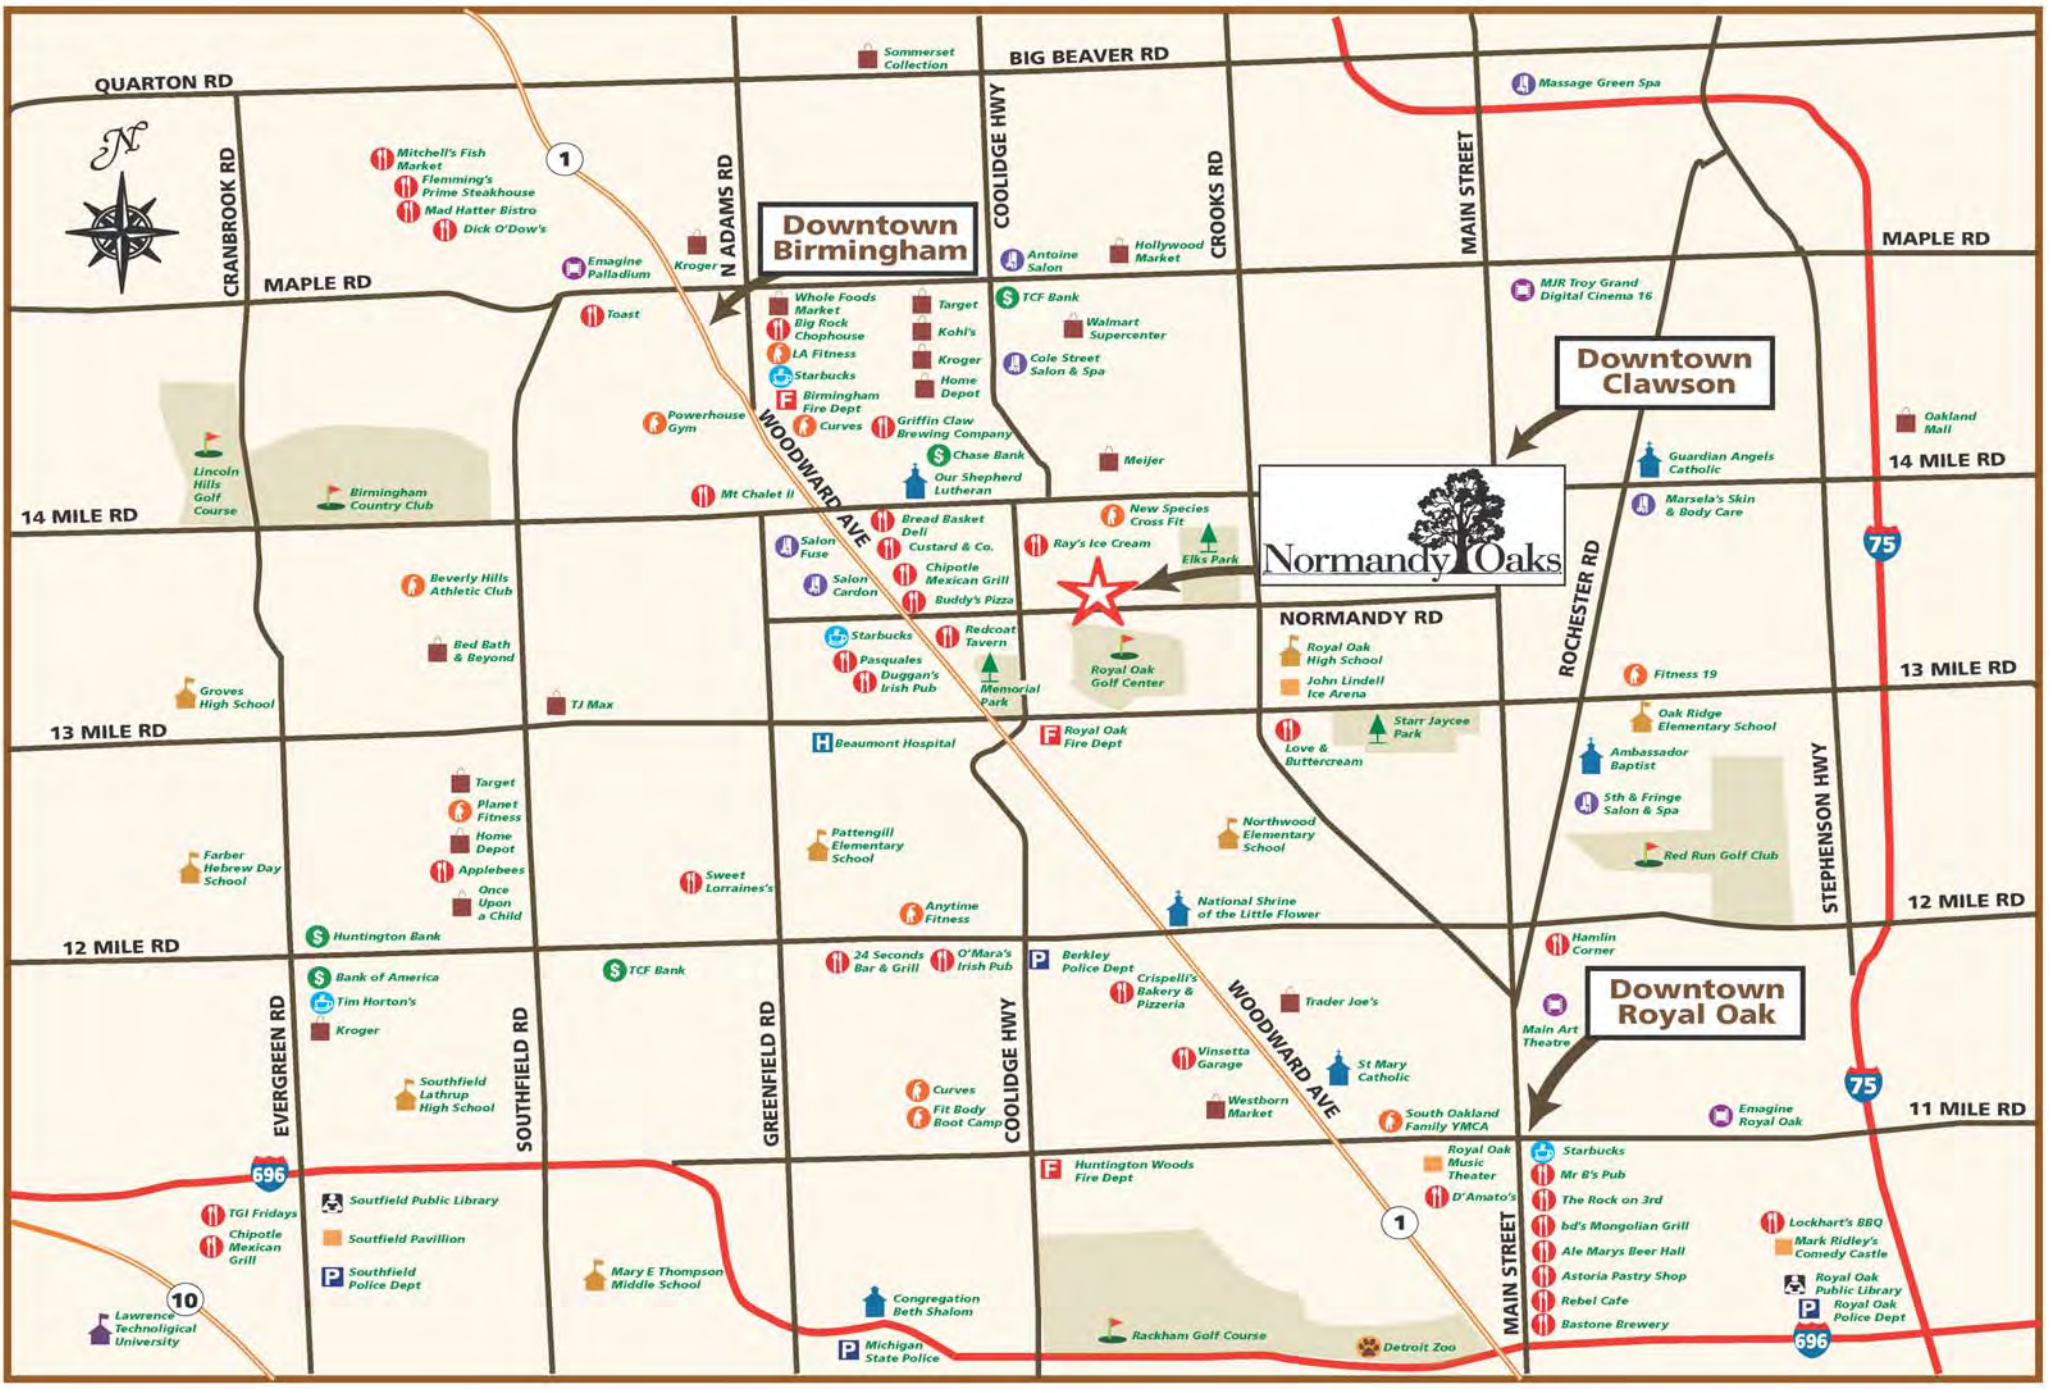 Sommerset
Collection
BIG BEAVER RD
QUARTON RD
Massage Green Spa
N
COOLIDGE HWY
MAIN STREET
CROOKS RD
N ADAMS RD
CRANBROOK RD
1
Mitchell's Fish
Market
Flemming's
Prime Steakhouse
Mad Hatter Bistro
Dick O'Dow's
Downtown
Birmingham
Emagine
Palladium
Kroger
Antoine
Salon
Hollywood
Market
MAPLE RD
MAPLE RD
MJR Troy Grand
Digital Cinema 16
Toast
Whole Foods
Market
Big Rock
Chophouse
LA Fitness
Starbucks
Birmingham
Fire Dept
Curves
Target
Kohl's
Kroger
Home
Depot
Griffin Claw
Brewing Company
Chase Bank
Our Shepherd
Lutheran
TCF Bank
Walmart
Supercenter
Cole Street
Salon & Spa
Meijer
Downtown
Clawson
Oakland
Mall
Powerhouse
Gym
WOODWARD AVE
Mt Chalet II
Lincoln
Hills
Golf
Course
Birmingham
Country Club
Guardian Angels
Catholic
14 MILE RD
14 MILE RD
Marsela's Skin
& Body Care
Normandy Oaks
75
New Species
Cross Fit
Ray's Ice Cream
Elks Park
Salon
Fuse
Salon
Cardon
Bread Basket
Deli
Custard & Co.
Chipotle
Mexican Grill
Buddy's Pizza
Beverly Hills
Athletic Club
Bed Bath
& Beyond
NORMANDY RD
ROCHESTER RD
Starbucks
Pasquales
Duggan's
Irish Pub
Redcoat
Tavern
Memorial
Park
Royal Oak
Golf Center
Royal Oak
High School
John Lindell
Ice Arena
Fitness 19
13 MILE RD
Groves
High School
TJ Max
13 MILE RD
Beaumont Hospital
Royal Oak
Fire Dept
Love &
Buttercream
Starr Jaycee
Park
Oak Ridge
Elementary School
Ambassador
Baptist
5th & Fringe
Salon & Spa
STEPHENSON HWY
Target
Planet
Fitness
Home
Depot
Applebees
Once
Upon
a Child
Farber
Hebrew Day
School
Pattengill
Elementary
School
Northwood
Elementary
School
Red Run Golf Club
Sweet
Lorraines's
Anytime
Fitness
National Shrine
of the Little Flower
12 MILE RD
12 MILE RD
Huntington Bank
Bank of America
Tim Horton's
Kroger
TCF Bank
24 Seconds
Bar & Grill
O'Mara's
Irish Pub
P
Berkley
Police Dept
Crispelli's
Bakery &
Pizzeria
Hamlin
Corner
WOODWARD AVE
Trader Joe's
Main Art
Theatre
Downtown
Royal Oak
EVERGREEN RD
SOUTHFIELD RD
GREENFIELD RD
COOLIDGE HWY
Vinsetta
Garage
St Mary
Catholic
Westborn
Market
Southfield
Lathrup
High School
Curves
Fit Body
Boot Camp
South Oakland
Family YMCA
75
Emagine
Royal Oak
11 MILE RD
696
Huntington Woods
Fire Dept
Royal Oak
Music
Theater
D'Amato's
1
MAIN STREET
Starbucks
Mr B's Pub
The Rock on 3rd
bd's Mongolian Grill
Ale Marys Beer Hall
Astoria Pastry Shop
Rebel Cafe
Bastone Brewery
Lockhart's BBQ
Mark Ridley's
Comedy Castle
Royal Oak
Public Library
P
Royal Oak
Police Dept
TGI Fridays
Chipotle
Mexican
Grill
Soutfield Public Library
Soutfield Pavillion
P
Southfield
Police Dept
Mary E Thompson
Middle School
10
Lawrence
Technoligical
University
Congregation
Beth Shalom
P
Michigan
State Police
Rackham Golf Course
Detroit Zoo
696